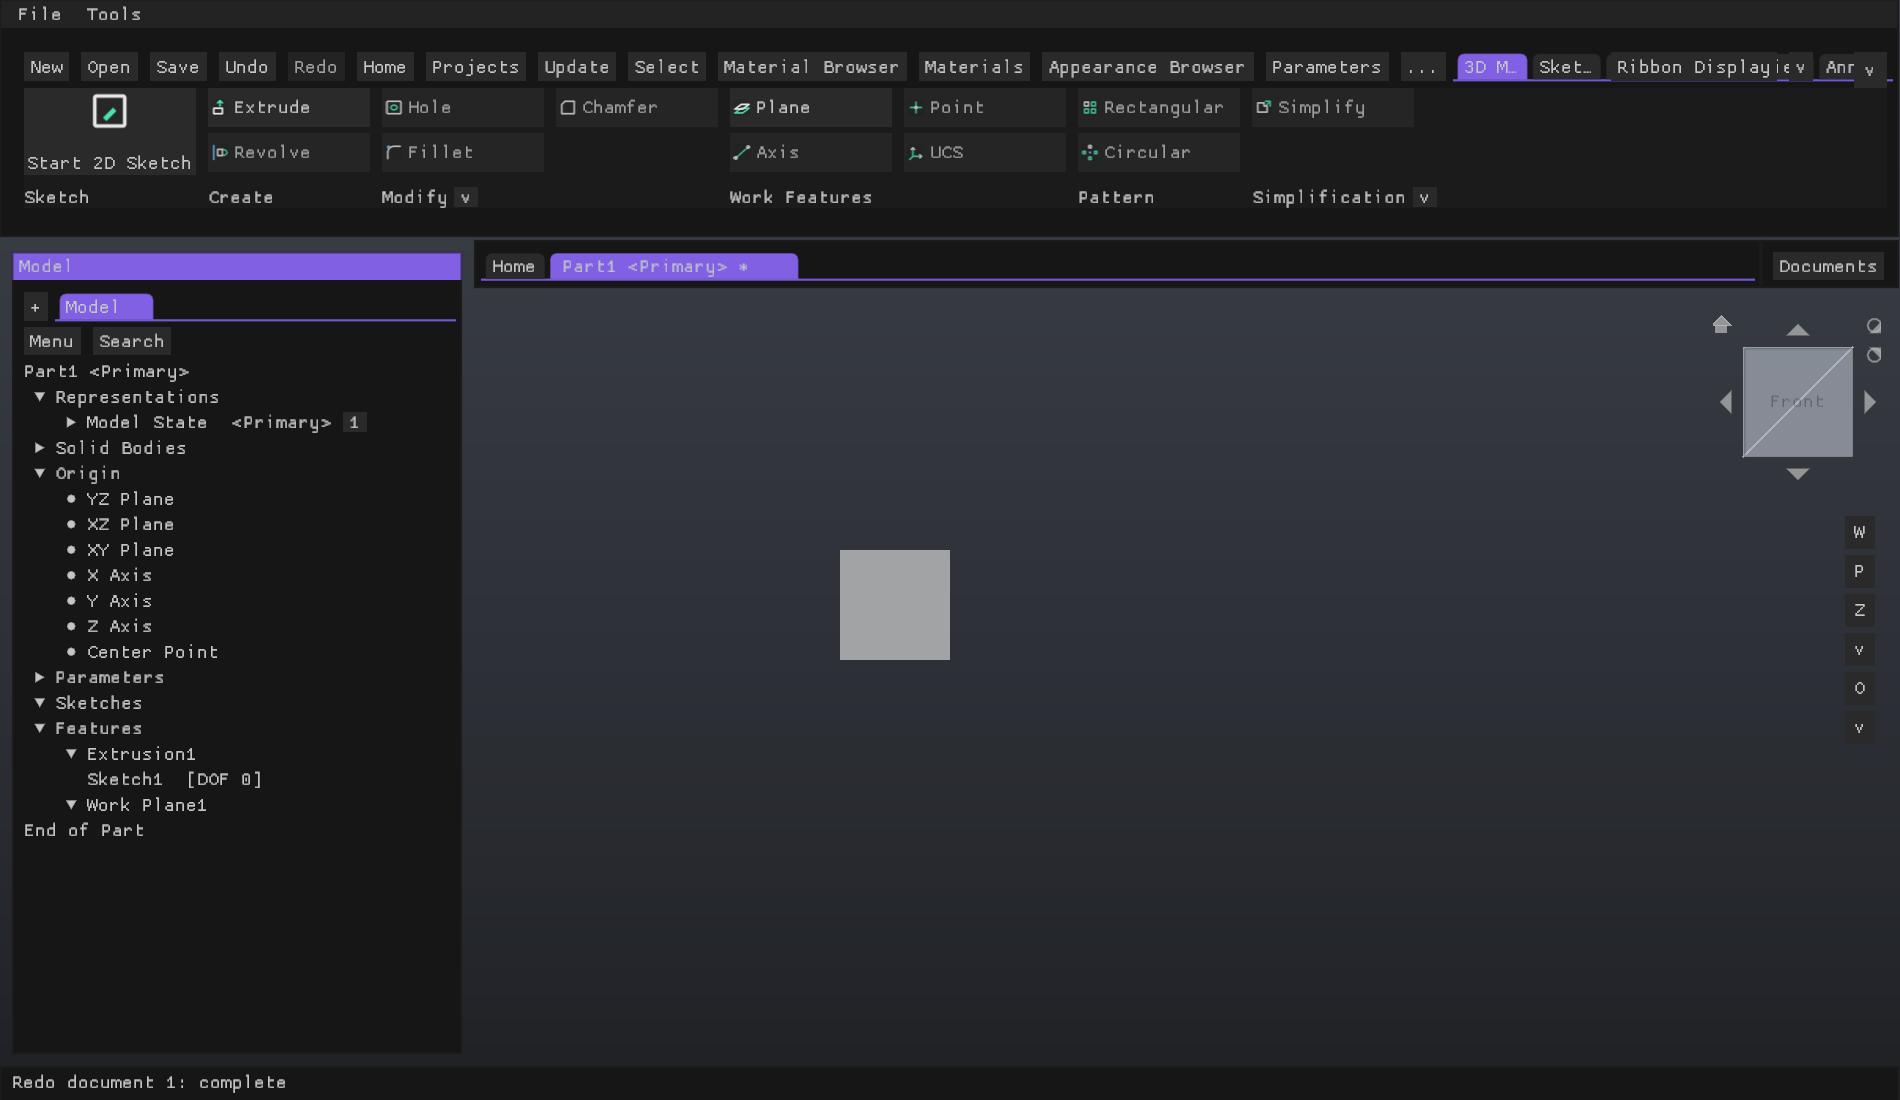 File Tools
New Open Save Undo Redo Home Projects Update Select Material Browser Materials Appearance Browser Parameters ... 3D M… Sket… Ribbon Display v Ann v
Extrude Hole Chamfer Plane Point Rectangular Simplify
Start 2D Sketch Revolve Fillet Axis UCS Circular
Sketch Create Modify v Work Features Pattern Simplification v
Model
Home Part1 <Primary> * Documents
+ Model
Menu Search
Part1 <Primary>
Representations
Model State <Primary> 1
Solid Bodies
Origin
YZ Plane
XZ Plane
XY Plane
X Axis
Y Axis
Z Axis
Center Point
Parameters
Sketches
Features
Extrusion1
Sketch1 [DOF 0]
Work Plane1
End of Part
Front
W
P
Z
v
O
v
Redo document 1: complete